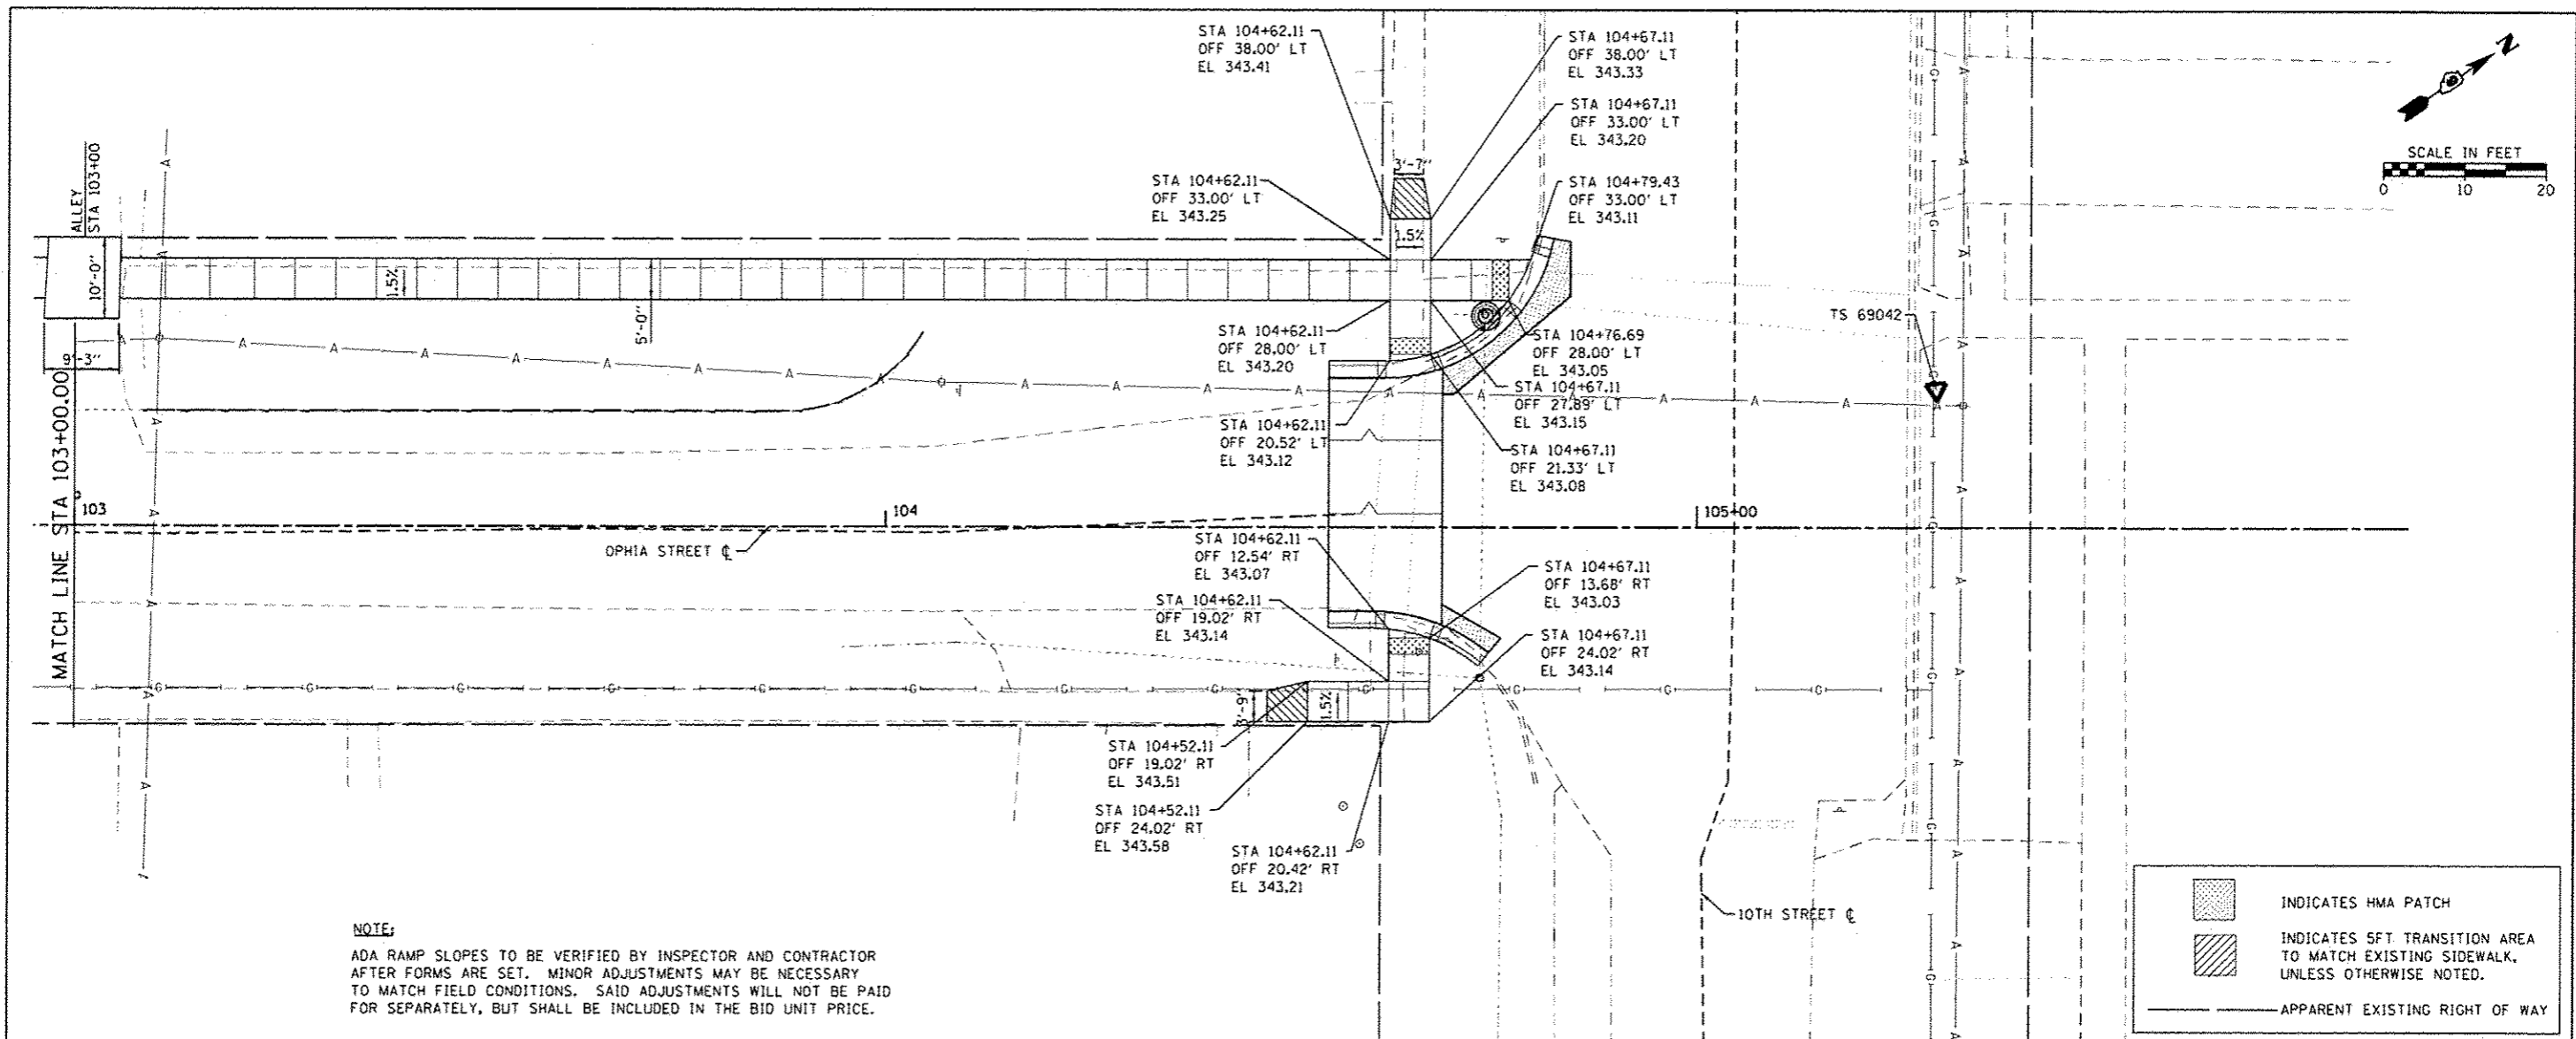 STA 104+62.11
OFF 38.00' LT
EL 343.41
STA 104+67.11
OFF 38.00' LT
EL 343.33
N
STA 104+67.11
OFF 33.00' LT
EL 343.20
SCALE IN FEET
0 10 20
ALLEY
STA 103+00
3'-7"
STA 104+62.11
OFF 33.00' LT
EL 343.25
STA 104+79.43
OFF 33.00' LT
EL 343.11
1.5%
10'-0"
1.5%
5'-0"
9'-3"
TS 69042
STA 104+62.11
OFF 28.00' LT
EL 343.20
STA 104+76.69
OFF 28.00' LT
EL 343.05
STA 104+67.11
OFF 27.89' LT
EL 343.15
STA 104+62.11
OFF 20.52' LT
EL 343.12
STA 104+67.11
OFF 21.33' LT
EL 343.08
MATCH LINE STA 103+00.00
103
104
105+00
OPHIA STREET ℄
STA 104+62.11
OFF 12.54' RT
EL 343.07
STA 104+67.11
OFF 13.68' RT
EL 343.03
STA 104+62.11
OFF 19.02' RT
EL 343.14
STA 104+67.11
OFF 24.02' RT
EL 343.14
3'-9"
1.5%
STA 104+52.11
OFF 19.02' RT
EL 343.51
STA 104+52.11
OFF 24.02' RT
EL 343.58
STA 104+62.11
OFF 20.42' RT
EL 343.21
10TH STREET ℄
NOTE:
ADA RAMP SLOPES TO BE VERIFIED BY INSPECTOR AND CONTRACTOR
AFTER FORMS ARE SET. MINOR ADJUSTMENTS MAY BE NECESSARY
TO MATCH FIELD CONDITIONS. SAID ADJUSTMENTS WILL NOT BE PAID
FOR SEPARATELY, BUT SHALL BE INCLUDED IN THE BID UNIT PRICE.
INDICATES HMA PATCH
INDICATES 5FT TRANSITION AREA
TO MATCH EXISTING SIDEWALK,
UNLESS OTHERWISE NOTED.
APPARENT EXISTING RIGHT OF WAY